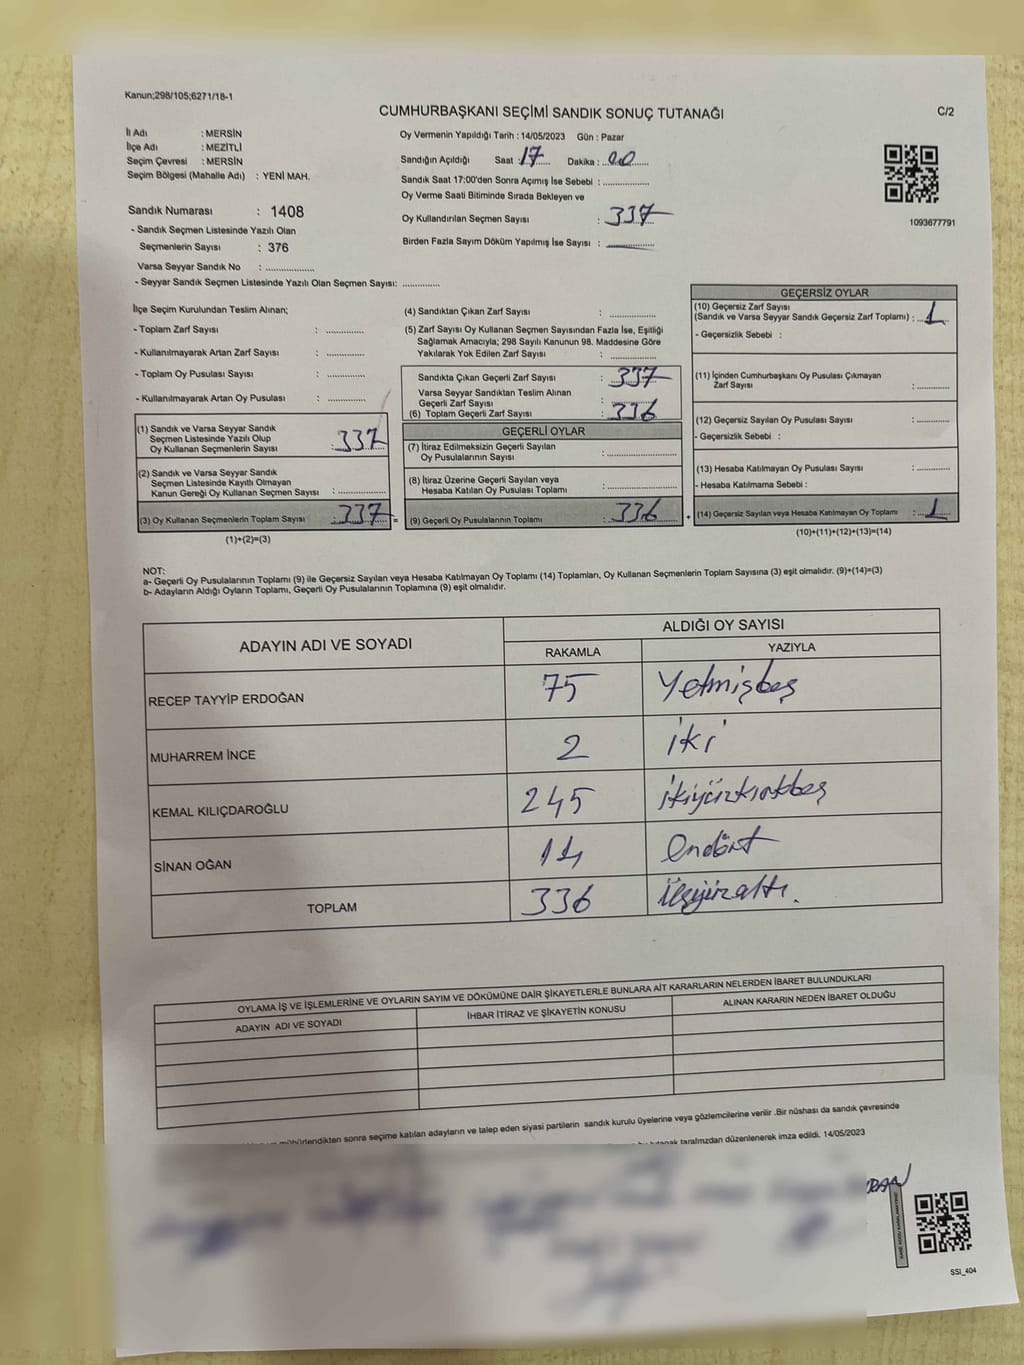 Kanun;298/105;6271/18-1
CUMHURBAŞKANI SEÇİMİ SANDIK SONUÇ TUTANAĞI
C/2
İl Adı : MERSİN
İlçe Adı : MEZİTLİ
Seçim Çevresi : MERSİN
Seçim Bölgesi (Mahalle Adı) : YENİ MAH.
Sandık Numarası : 1408
- Sandık Seçmen Listesinde Yazılı Olan
Seçmenlerin Sayısı : 376
Varsa Seyyar Sandık No : ................
- Seyyar Sandık Seçmen Listesinde Yazılı Olan Seçmen Sayısı: ............
Oy Vermenin Yapıldığı Tarih : 14/05/2023 Gün : Pazar
Sandığın Açıldığı Saat : 17 Dakika : 00
Sandık Saat 17:00'den Sonra Açımış İse Sebebi : ................
Oy Verme Saati Bitiminde Sırada Bekleyen ve
Oy Kullandırılan Seçmen Sayısı : 337
Birden Fazla Sayım Döküm Yapılmış İse Sayısı : ................
1093677791
İlçe Seçim Kurulundan Teslim Alınan;
- Toplam Zarf Sayısı : ............
- Kullanılmayarak Artan Zarf Sayısı : ............
- Toplam Oy Pusulası Sayısı : ............
- Kullanılmayarak Artan Oy Pusulası : ............
(1) Sandık ve Varsa Seyyar Sandık
Seçmen Listesinde Yazılı Olup
Oy Kullanan Seçmenlerin Sayısı : 337
(2) Sandık ve Varsa Seyyar Sandık
Seçmen Listesinde Kayıtlı Olmayan
Kanun Gereği Oy Kullanan Seçmen Sayısı : ............
(3) Oy Kullanan Seçmenlerin Toplam Sayısı : 337 =
(1)+(2)=(3)
(4) Sandıktan Çıkan Zarf Sayısı : ............
(5) Zarf Sayısı Oy Kullanan Seçmen Sayısından Fazla İse, Eşitliği
Sağlamak Amacıyla; 298 Sayılı Kanunun 98. Maddesine Göre
Yakılarak Yok Edilen Zarf Sayısı : ............
Sandıkta Çıkan Geçerli Zarf Sayısı : 337
Varsa Seyyar Sandıktan Teslim Alınan
Geçerli Zarf Sayısı :
(6) Toplam Geçerli Zarf Sayısı : 336
GEÇERLİ OYLAR
(7) İtiraz Edilmeksizin Geçerli Sayılan
Oy Pusulalarının Sayısı : ............
(8) İtiraz Üzerine Geçerli Sayılan veya
Hesaba Katılan Oy Pusulası Toplamı : ............
(9) Geçerli Oy Pusulalarının Toplamı : 336 +
GEÇERSİZ OYLAR
(10) Geçersiz Zarf Sayısı
(Sandık ve Varsa Seyyar Sandık Geçersiz Zarf Toplamı) : 1
- Geçersizlik Sebebi :
(11) İçinden Cumhurbaşkanı Oy Pusulası Çıkmayan
Zarf Sayısı : ............
(12) Geçersiz Sayılan Oy Pusulası Sayısı : ............
- Geçersizlik Sebebi :
(13) Hesaba Katılmayan Oy Pusulası Sayısı : ............
- Hesaba Katılmama Sebebi :
(14) Geçersiz Sayılan veya Hesaba Katılmayan Oy Toplamı : 1
(10)+(11)+(12)+(13)=(14)
NOT:
a- Geçerli Oy Pusulalarının Toplamı (9) ile Geçersiz Sayılan veya Hesaba Katılmayan Oy Toplamı (14) Toplamları, Oy Kullanan Seçmenlerin Toplam Sayısına (3) eşit olmalıdır. (9)+(14)=(3)
b- Adayların Aldığı Oyların Toplamı, Geçerli Oy Pusulalarının Toplamına (9) eşit olmalıdır.
ADAYIN ADI VE SOYADI
ALDIĞI OY SAYISI
RAKAMLA YAZIYLA
RECEP TAYYİP ERDOĞAN 75 Yetmişbeş
MUHARREM İNCE 2 iki
KEMAL KILIÇDAROĞLU 245 ikiyüzkırkbeş
SİNAN OĞAN 14 Ondört
TOPLAM 336 üçyüzaltı.
OYLAMA İŞ VE İŞLEMLERİNE VE OYLARIN SAYIM VE DÖKÜMÜNE DAİR ŞİKAYETLERLE BUNLARA AİT KARARLARIN NELERDEN İBARET BULUNDUKLARI
ADAYIN ADI VE SOYADI İHBAR İTİRAZ VE ŞİKAYETİN KONUSU ALINAN KARARIN NEDEN İBARET OLDUĞU
mühürlendikten sonra seçime katılan adayların ve talep eden siyasi partilerin sandık kurulu üyelerine veya gözlemcilerine verilir .Bir nüshası da sandık çevresinde
tutanak tarafımzdan düzenlenerek imza edildi. 14/05/2023
SSI_404